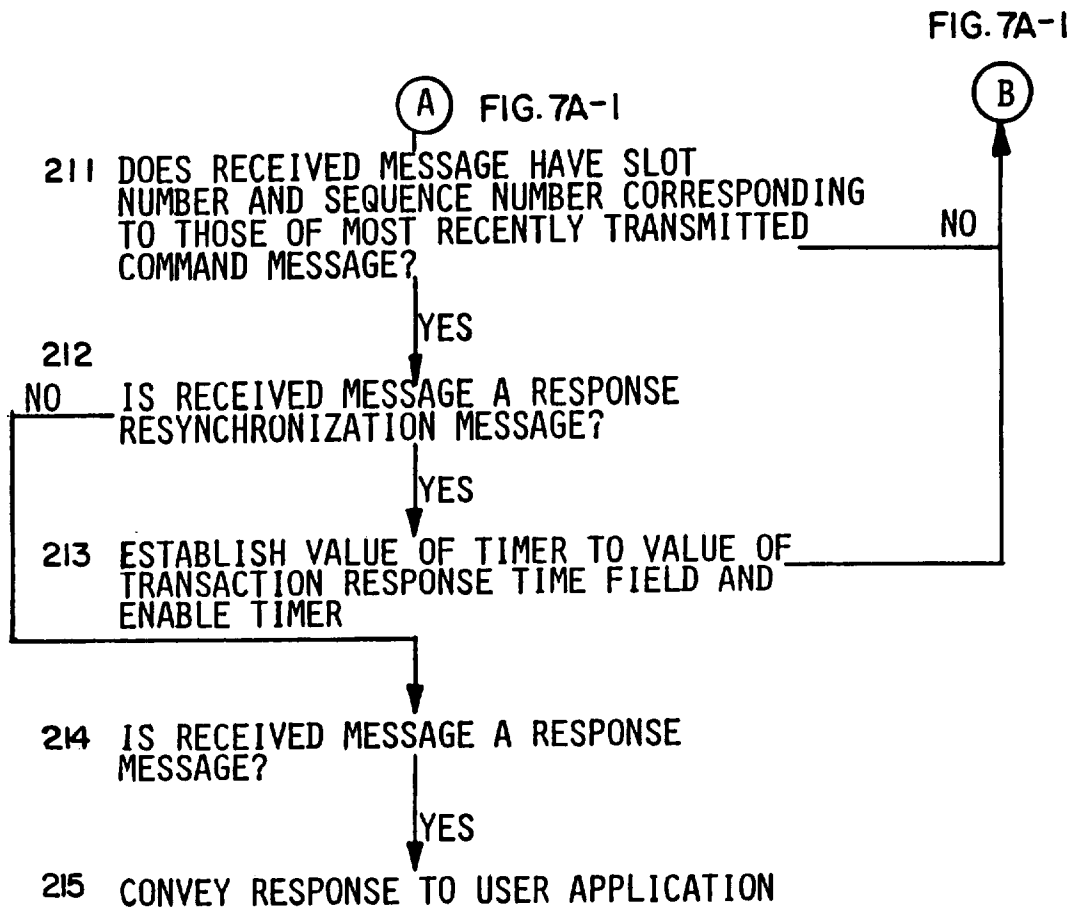 FIG. 7A-1
A FIG. 7A-1
B
211 DOES RECEIVED MESSAGE HAVE SLOT
NUMBER AND SEQUENCE NUMBER CORRESPONDING
TO THOSE OF MOST RECENTLY TRANSMITTED NO
COMMAND MESSAGE?
YES
212
NO IS RECEIVED MESSAGE A RESPONSE
RESYNCHRONIZATION MESSAGE?
YES
213 ESTABLISH VALUE OF TIMER TO VALUE OF
TRANSACTION RESPONSE TIME FIELD AND
ENABLE TIMER
214 IS RECEIVED MESSAGE A RESPONSE
MESSAGE?
YES
215 CONVEY RESPONSE TO USER APPLICATION